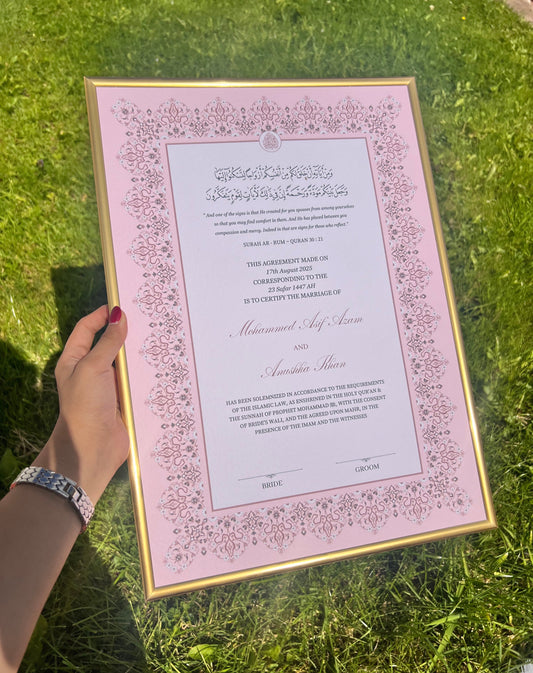 وَمِنْ آيَاتِهِ أَنْ خَلَقَ لَكُم مِّنْ أَنفُسِكُمْ أَزْوَاجًا لِّتَسْكُنُوا إِلَيْهَا
وَجَعَلَ بَيْنَكُم مَّوَدَّةً وَرَحْمَةً إِنَّ فِي ذَٰلِكَ لَآيَاتٍ لِّقَوْمٍ يَتَفَكَّرُونَ
"And one of the signs is that He created for you spouses from among yourselves
so that you may find comfort in them. And He has placed between you
compassion and mercy. Indeed in that are signs for those who reflect."
SURAH AR - RUM – QURAN 30 : 21
THIS AGREEMENT MADE ON
17th August 2025
CORRESPONDING TO THE
23 Safar 1447 AH
IS TO CERTIFY THE MARRIAGE OF
Mohammed Asif Azam
AND
Anushka Khan
HAS BEEN SOLEMNIZED IN ACCORDANCE TO THE REQUIREMENTS
OF THE ISLAMIC LAW, AS ENSHRINED IN THE HOLY QUR'AN &
THE SUNNAH OF PROPHET MOHAMMAD ﷺ, WITH THE CONSENT
OF BRIDE'S WALI, AND THE AGREED UPON MAHR, IN THE
PRESENCE OF THE IMAM AND THE WITNESSES
BRIDE
GROOM